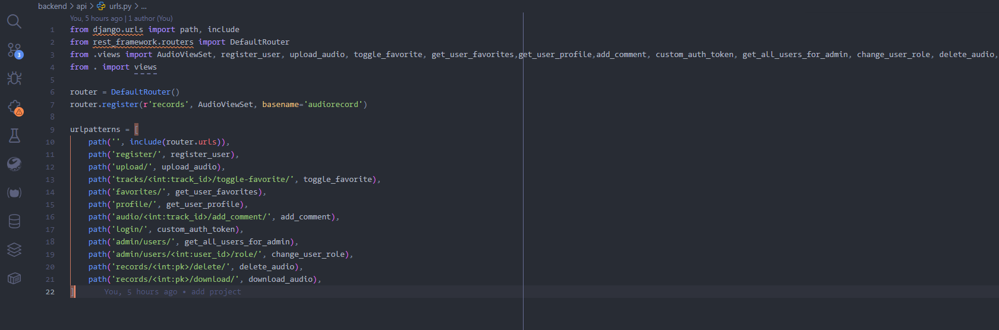 backend > api > urls.py > ...
You, 5 hours ago | 1 author (You)
1 from django.urls import path, include
2 from rest_framework.routers import DefaultRouter
3 from .views import AudioViewSet, register_user, upload_audio, toggle_favorite, get_user_favorites,get_user_profile,add_comment, custom_auth_token, get_all_users_for_admin, change_user_role, delete_audio,
4 from . import views
5
6 router = DefaultRouter()
7 router.register(r'records', AudioViewSet, basename='audiorecord')
8
9 urlpatterns = [
10 path('', include(router.urls)),
11 path('register/', register_user),
12 path('upload/', upload_audio),
13 path('tracks/<int:track_id>/toggle-favorite/', toggle_favorite),
14 path('favorites/', get_user_favorites),
15 path('profile/', get_user_profile),
16 path('audio/<int:track_id>/add_comment/', add_comment),
17 path('login/', custom_auth_token),
18 path('admin/users/', get_all_users_for_admin),
19 path('admin/users/<int:user_id>/role/', change_user_role),
20 path('records/<int:pk>/delete/', delete_audio),
21 path('records/<int:pk>/download/', download_audio),
22 ] You, 5 hours ago • add project
3